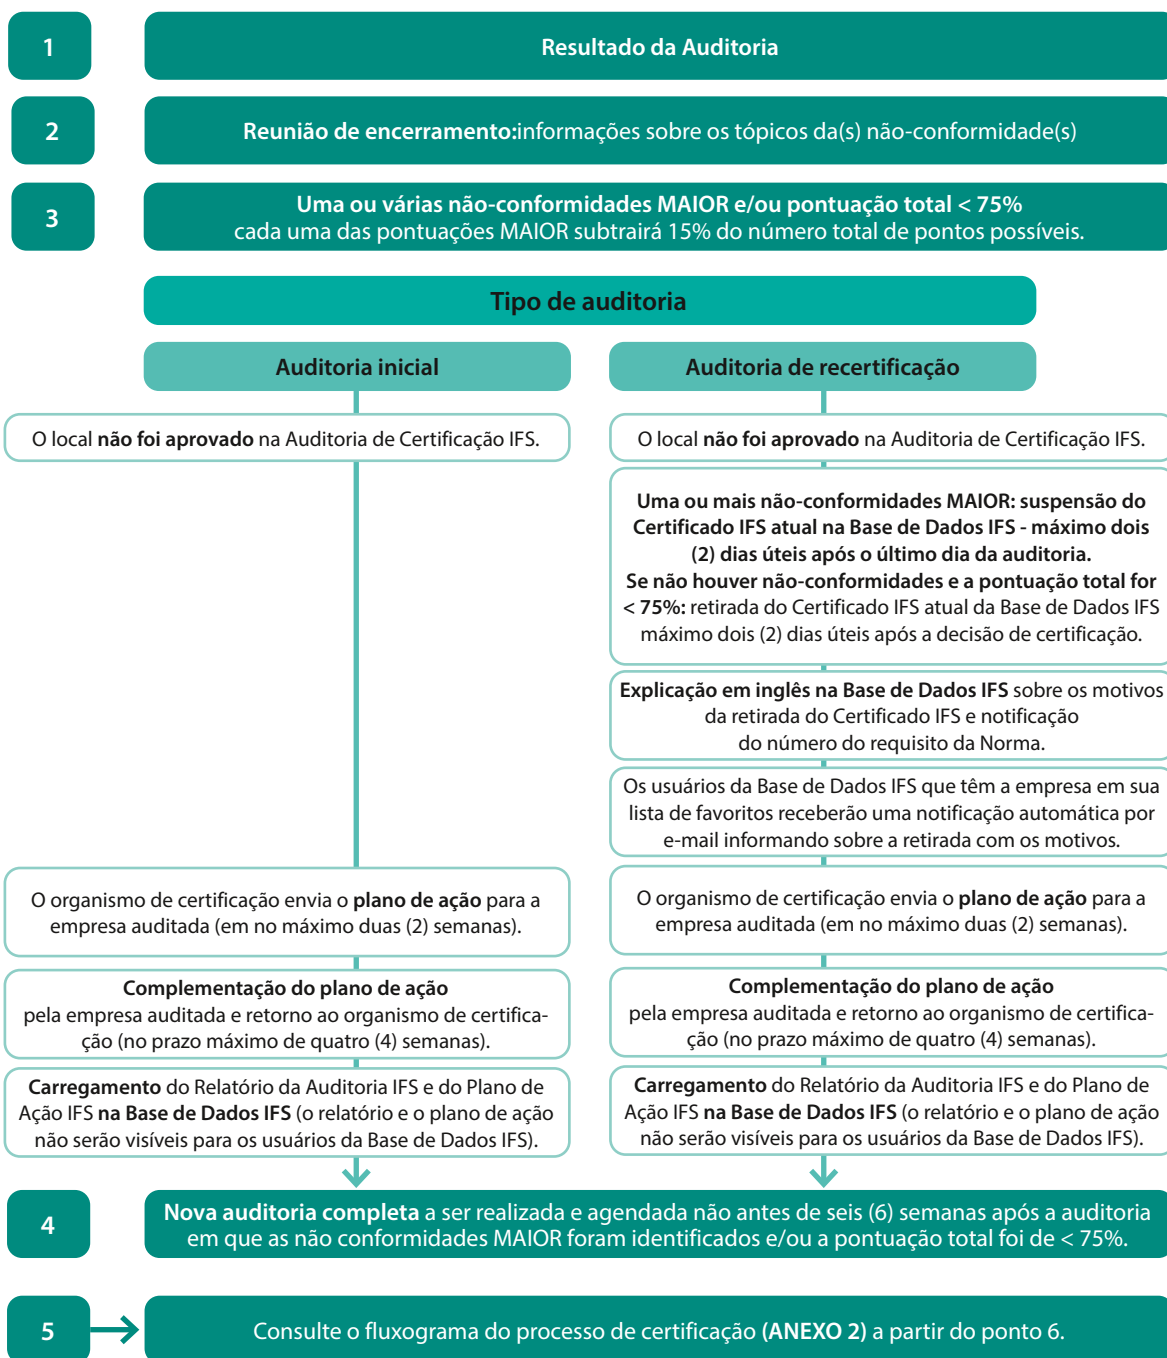 1
Resultado da Auditoria
2
Reunião de encerramento:informações sobre os tópicos da(s) não-conformidade(s)
3
Uma ou várias não-conformidades MAIOR e/ou pontuação total < 75%
cada uma das pontuações MAIOR subtrairá 15% do número total de pontos possíveis.
Tipo de auditoria
Auditoria inicial
O local não foi aprovado na Auditoria de Certificação IFS.
O organismo de certificação envia o plano de ação para a
empresa auditada (em no máximo duas (2) semanas).
Complementação do plano de ação
pela empresa auditada e retorno ao organismo de certifica-
ção (no prazo máximo de quatro (4) semanas).
Carregamento do Relatório da Auditoria IFS e do Plano de
Ação IFS na Base de Dados IFS (o relatório e o plano de ação
não serão visíveis para os usuários da Base de Dados IFS).
Auditoria de recertificação
O local não foi aprovado na Auditoria de Certificação IFS.
Uma ou mais não-conformidades MAIOR: suspensão do
Certificado IFS atual na Base de Dados IFS - máximo dois
(2) dias úteis após o último dia da auditoria.
Se não houver não-conformidades e a pontuação total for
< 75%: retirada do Certificado IFS atual da Base de Dados IFS
máximo dois (2) dias úteis após a decisão de certificação.
Explicação em inglês na Base de Dados IFS sobre os motivos
da retirada do Certificado IFS e notificação
do número do requisito da Norma.
Os usuários da Base de Dados IFS que têm a empresa em sua
lista de favoritos receberão uma notificação automática por
e-mail informando sobre a retirada com os motivos.
O organismo de certificação envia o plano de ação para a
empresa auditada (em no máximo duas (2) semanas).
Complementação do plano de ação
pela empresa auditada e retorno ao organismo de certifica-
ção (no prazo máximo de quatro (4) semanas).
Carregamento do Relatório da Auditoria IFS e do Plano de
Ação IFS na Base de Dados IFS (o relatório e o plano de ação
não serão visíveis para os usuários da Base de Dados IFS).
4
Nova auditoria completa a ser realizada e agendada não antes de seis (6) semanas após a auditoria
em que as não conformidades MAIOR foram identificados e/ou a pontuação total foi de < 75%.
5
Consulte o fluxograma do processo de certificação (ANEXO 2) a partir do ponto 6.